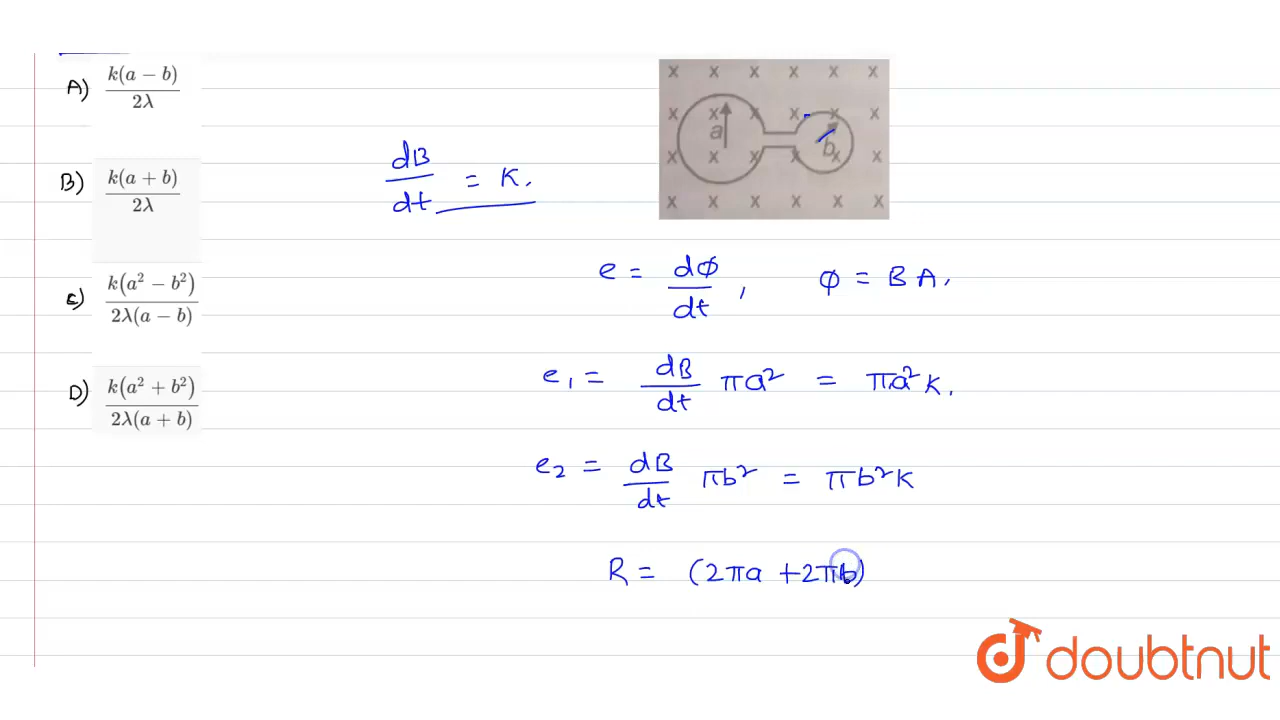 A) k(a − b) / 2λ
B) k(a + b) / 2λ
C) k(a² − b²) / 2λ(a − b)
D) k(a² + b²) / 2λ(a + b)
dB/dt = K.
x x x x x x
x x x x x x
a b
x x x x x x
x x x x x x
e = dφ/dt, φ = BA,
e₁ = dB/dt πa² = πa²K.
e₂ = dB/dt πb² = πb²K
R = (2πa + 2πb)
doubtnut